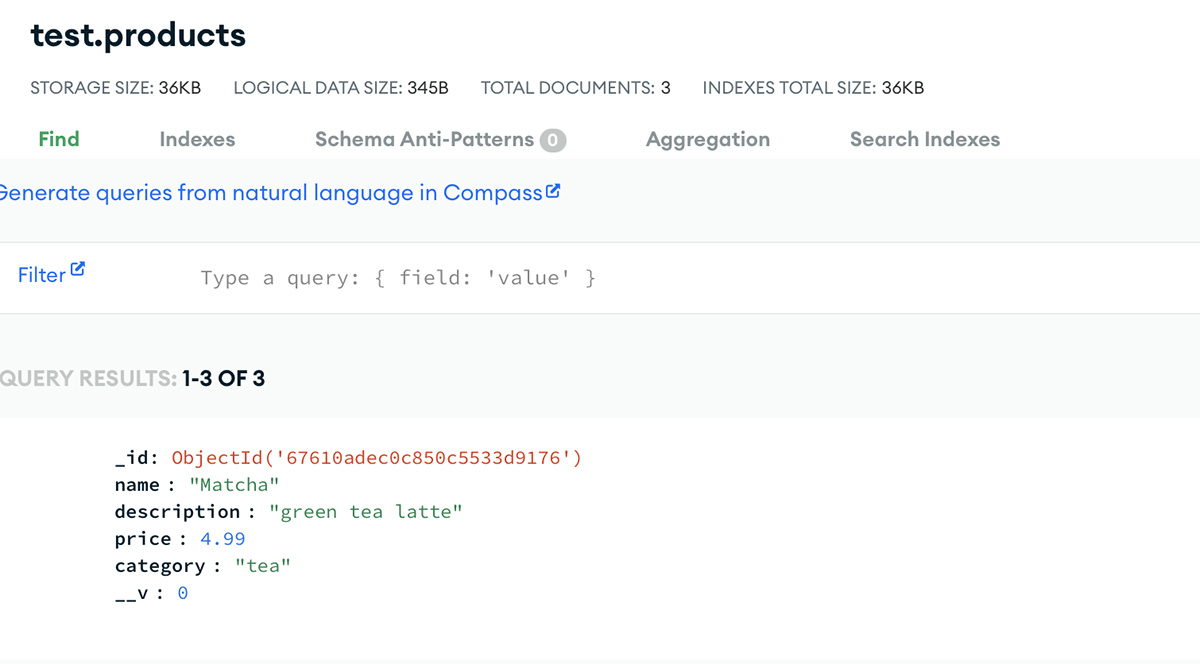 test.products
STORAGE SIZE: 36KB LOGICAL DATA SIZE: 345B TOTAL DOCUMENTS: 3 INDEXES TOTAL SIZE: 36KB
Find Indexes Schema Anti-Patterns 0 Aggregation Search Indexes
Generate queries from natural language in Compass
Filter Type a query: { field: 'value' }
QUERY RESULTS: 1-3 OF 3
_id: ObjectId('67610adec0c850c5533d9176')
name : "Matcha"
description : "green tea latte"
price : 4.99
category : "tea"
__v : 0